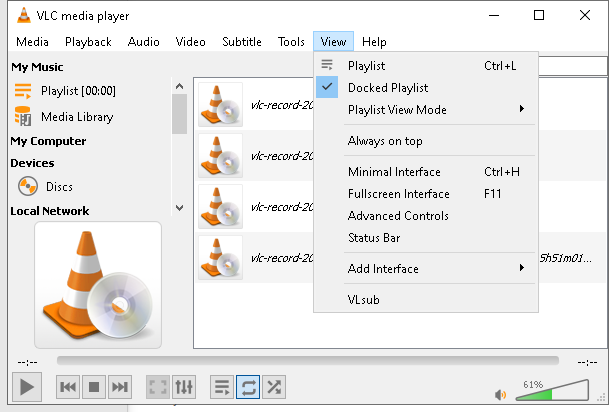 VLC media player
Media Playback Audio Video Subtitle Tools View Help
My Music
Playlist [00:00]
Media Library
My Computer
Devices
Discs
Local Network
vlc-record-20
vlc-record-20
vlc-record-20
vlc-record-20
5h51m01...
Playlist Ctrl+L
Docked Playlist
Playlist View Mode
Always on top
Minimal Interface Ctrl+H
Fullscreen Interface F11
Advanced Controls
Status Bar
Add Interface
VLsub
--:-- --:--
61%